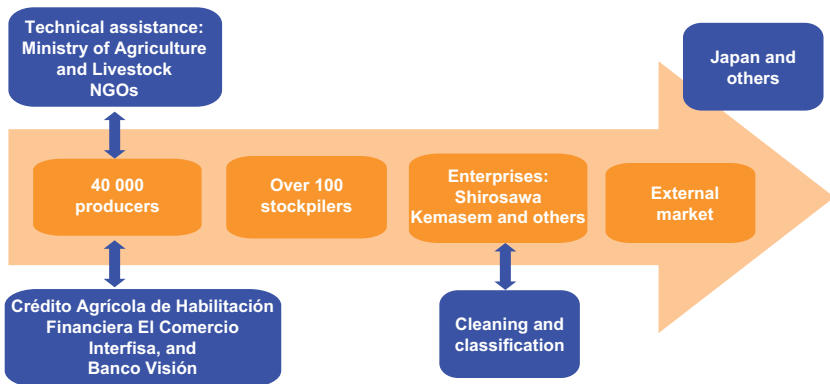 Technical assistance:
Ministry of Agriculture
and Livestock
NGOs
Japan and
others
40 000
producers
Over 100
stockpilers
Enterprises:
Shirosawa
Kemasem and others
External
market
Crédito Agrícola de Habilitación
Financiera El Comercio
Interfisa, and
Banco Visión
Cleaning and
classification